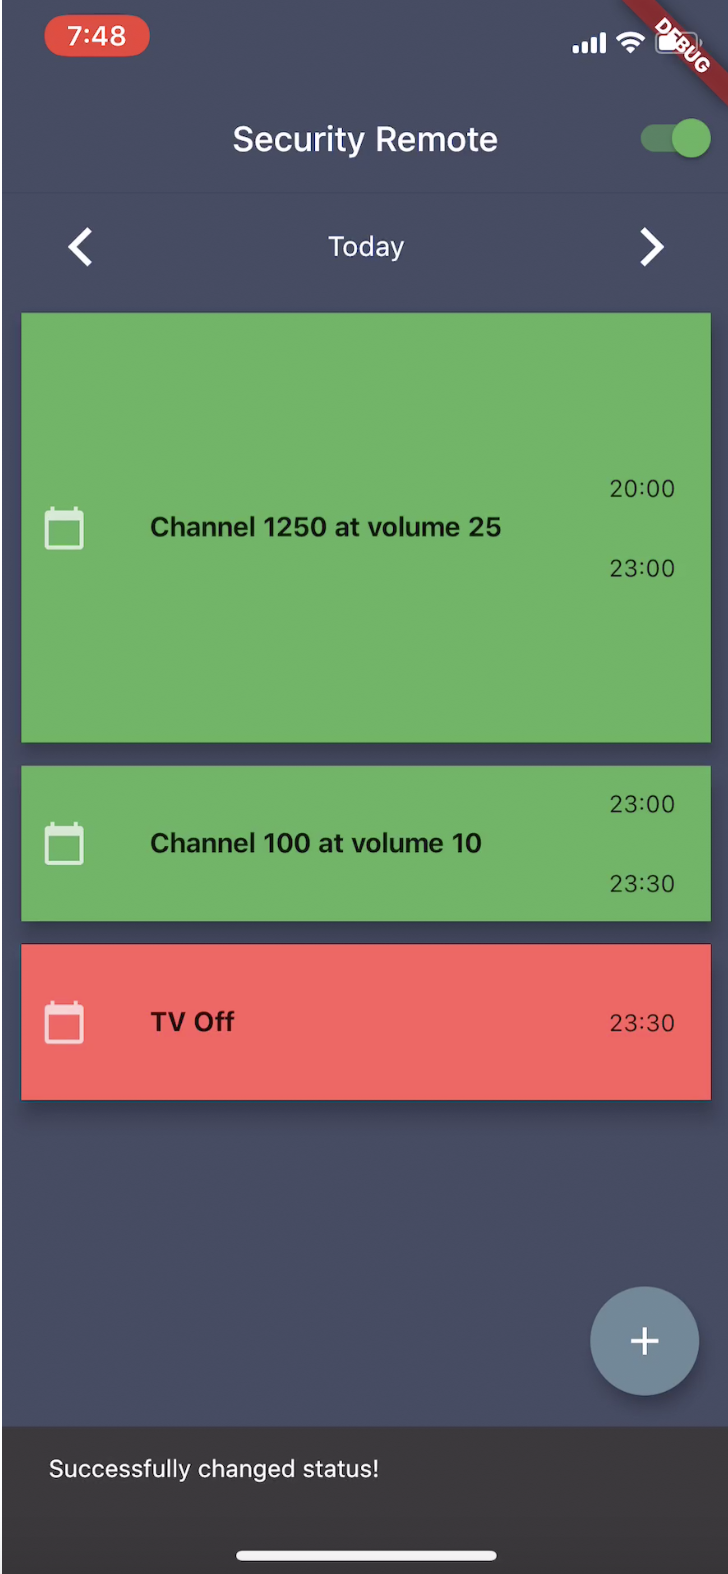 7:48
DEBUG
Security Remote
Today
Channel 1250 at volume 25
20:00
23:00
Channel 100 at volume 10
23:00
23:30
TV Off
23:30
+
Successfully changed status!